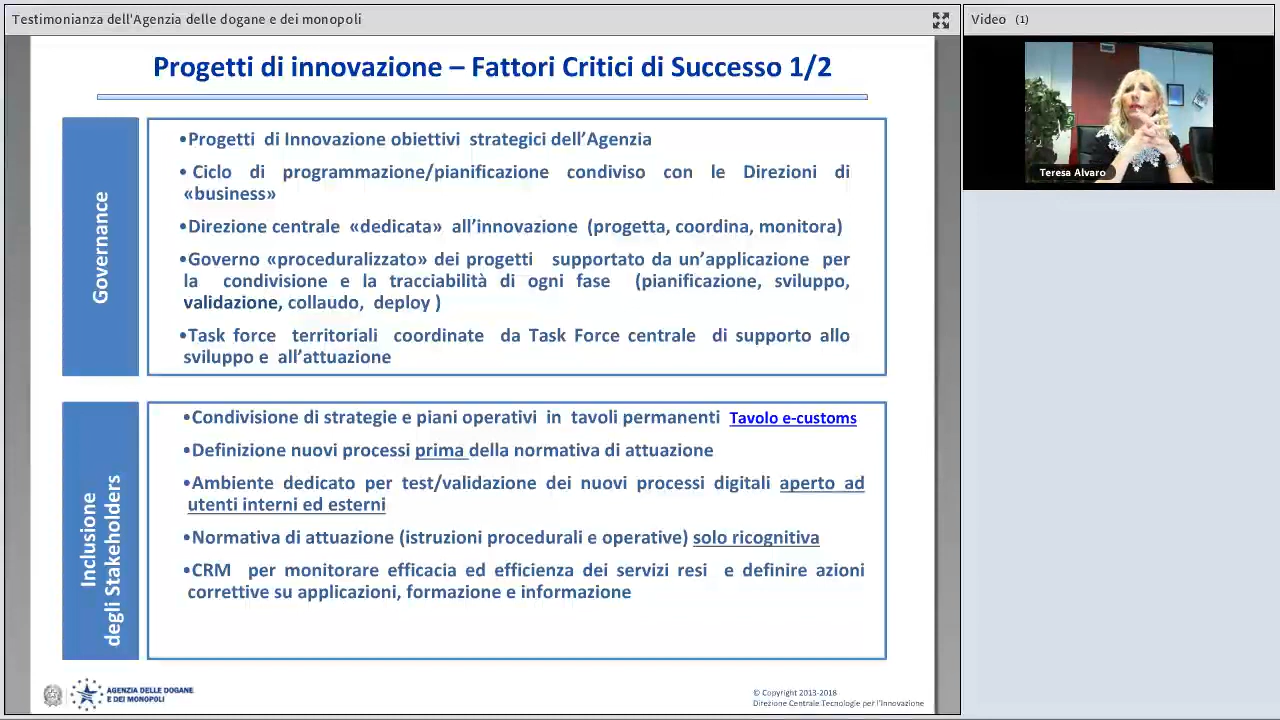 Testimonianza dell'Agenzia delle dogane e dei monopoli
Video (1)
Progetti di innovazione – Fattori Critici di Successo 1/2
Governance
•Progetti di Innovazione obiettivi strategici dell'Agenzia
• Ciclo di programmazione/pianificazione condiviso con le Direzioni di
«business»
•Direzione centrale «dedicata» all'innovazione (progetta, coordina, monitora)
•Governo «proceduralizzato» dei progetti supportato da un'applicazione per
la condivisione e la tracciabilità di ogni fase (pianificazione, sviluppo,
validazione, collaudo, deploy )
•Task force territoriali coordinate da Task Force centrale di supporto allo
sviluppo e all'attuazione
Inclusione
degli Stakeholders
•Condivisione di strategie e piani operativi in tavoli permanenti Tavolo e-customs
•Definizione nuovi processi prima della normativa di attuazione
•Ambiente dedicato per test/validazione dei nuovi processi digitali aperto ad
utenti interni ed esterni
•Normativa di attuazione (istruzioni procedurali e operative) solo ricognitiva
•CRM per monitorare efficacia ed efficienza dei servizi resi e definire azioni
correttive su applicazioni, formazione e informazione
AGENZIA DELLE DOGANE
E DEI MONOPOLI
© Copyright 2013-2018
Direzione Centrale Tecnologie per l'Innovazione
Teresa Alvaro